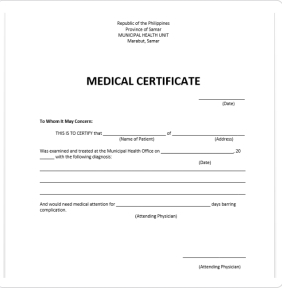 Republic of the Philippines
Province of Samar
MUNICIPAL HEALTH UNIT
Marabut, Samar
MEDICAL CERTIFICATE
(Date)
To Whom It May Concern:
THIS IS TO CERTIFY that ____________________ of ____________________
(Name of Patient) (Address)
Was examined and treated at the Municipal Health Office on ____________________, 20
______ with the following diagnosis:
(Date)
And would need medical attention for ____________________ days barring
complication.
(Attending Physician)
(Attending Physician)